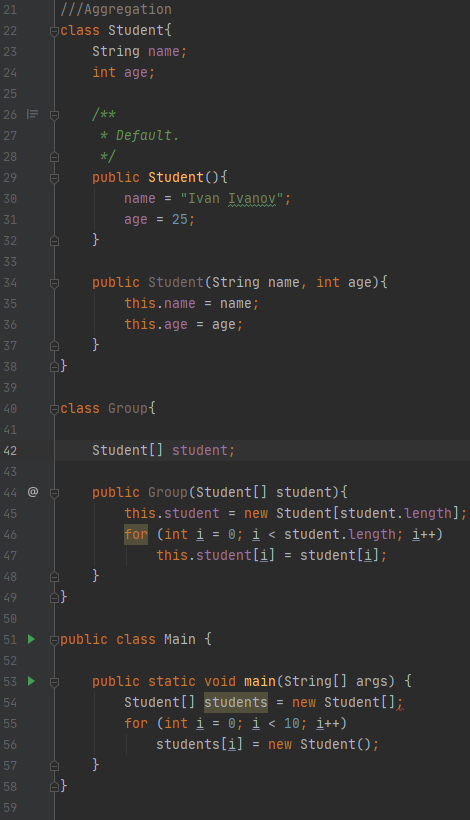 21 ///Aggregation
22 class Student{
23     String name;
24     int age;
25
26     /**
27      * Default.
28      */
29     public Student(){
30         name = "Ivan Ivanov";
31         age = 25;
32     }
33
34     public Student(String name, int age){
35         this.name = name;
36         this.age = age;
37     }
38 }
39
40 class Group{
41
42     Student[] student;
43
44 @   public Group(Student[] student){
45         this.student = new Student[student.length];
46         for (int i = 0; i < student.length; i++)
47             this.student[i] = student[i];
48     }
49 }
50
51 public class Main {
52
53     public static void main(String[] args) {
54         Student[] students = new Student[];
55         for (int i = 0; i < 10; i++)
56             students[i] = new Student();
57     }
58 }
59